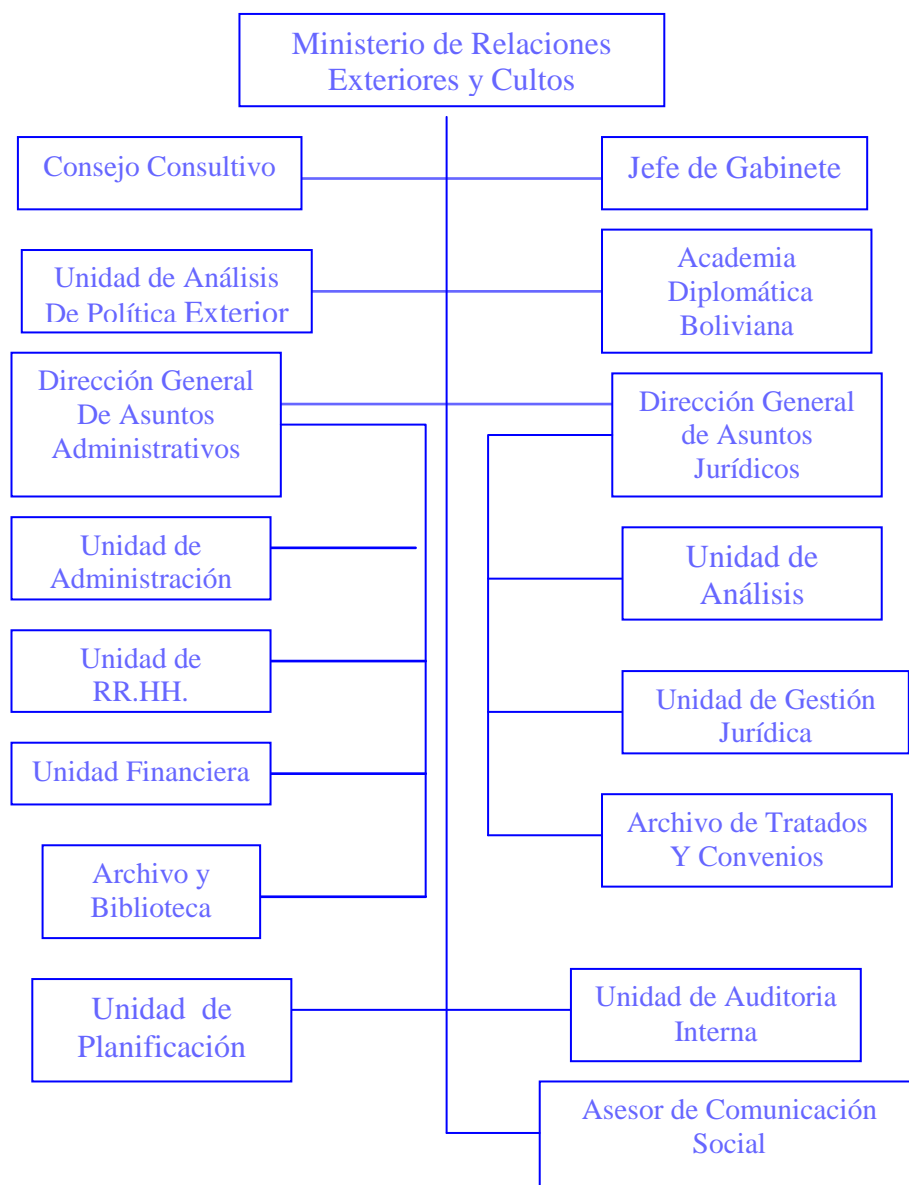 Ministerio de Relaciones
Exteriores y Cultos
Consejo Consultivo
Jefe de Gabinete
Unidad de Análisis
De Política Exterior
Academia
Diplomática
Boliviana
Dirección General
De Asuntos
Administrativos
Dirección General
de Asuntos
Jurídicos
Unidad de
Administración
Unidad de
Análisis
Unidad de
RR.HH.
Unidad de Gestión
Jurídica
Unidad Financiera
Archivo de Tratados
Y Convenios
Archivo y
Biblioteca
Unidad de
Planificación
Unidad de Auditoria
Interna
Asesor de Comunicación
Social